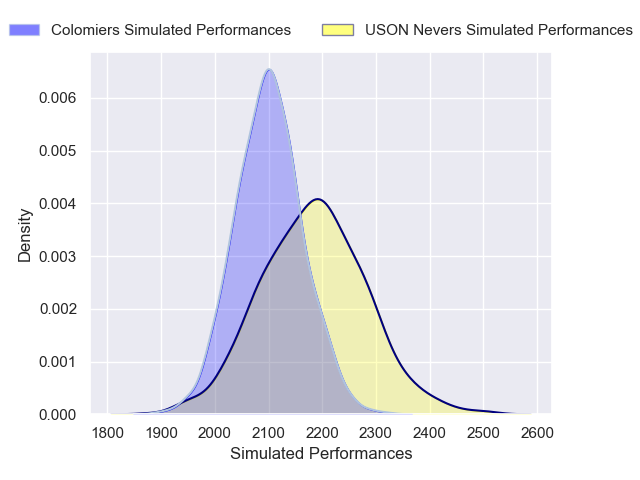 Colomiers Simulated Performances USON Nevers Simulated Performances
0.006
0.005
0.004
0.003
0.002
0.001
0.000
Density
1800 1900 2000 2100 2200 2300 2400 2500 2600
Simulated Performances